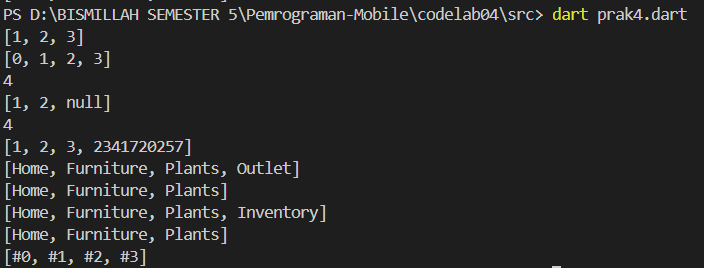 PS D:\BISMILLAH SEMESTER 5\Pemrograman-Mobile\codelab04\src> dart prak4.dart
[1, 2, 3]
[0, 1, 2, 3]
4
[1, 2, null]
4
[1, 2, 3, 2341720257]
[Home, Furniture, Plants, Outlet]
[Home, Furniture, Plants]
[Home, Furniture, Plants, Inventory]
[Home, Furniture, Plants]
[#0, #1, #2, #3]